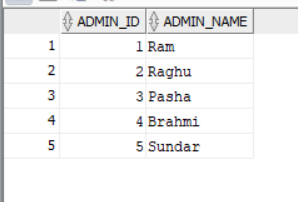 ADMIN_ID ADMIN_NAME
1 1 Ram
2 2 Raghu
3 3 Pasha
4 4 Brahmi
5 5 Sundar